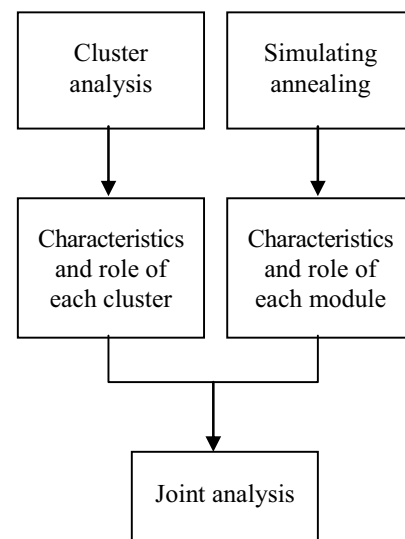 Cluster
analysis
Simulating
annealing
Characteristics
and role of
each cluster
Characteristics
and role of
each module
Joint analysis